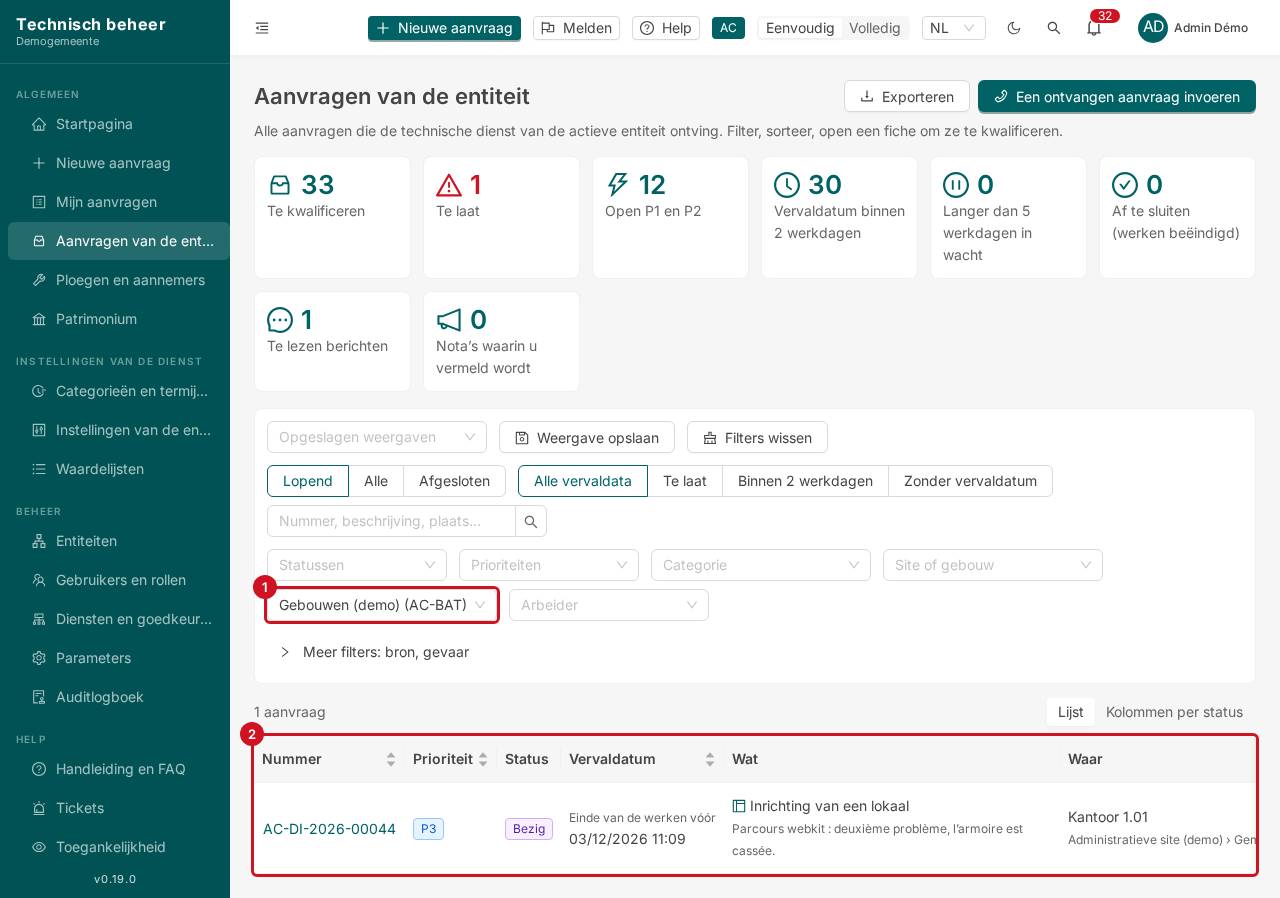 Technisch beheer
Demogemeente
ALGEMEEN
Startpagina
Nieuwe aanvraag
Mijn aanvragen
Aanvragen van de ent...
Ploegen en aannemers
Patrimonium
INSTELLINGEN VAN DE DIENST
Categorieën en termij...
Instellingen van de en...
Waardelijsten
BEHEER
Entiteiten
Gebruikers en rollen
Diensten en goedkeur...
Parameters
Auditlogboek
HELP
Handleiding en FAQ
Tickets
Toegankelijkheid
v0.19.0
Nieuwe aanvraag Melden Help AC Eenvoudig Volledig NL 32 AD Admin Démo
Aanvragen van de entiteit
Exporteren Een ontvangen aanvraag invoeren
Alle aanvragen die de technische dienst van de actieve entiteit ontving. Filter, sorteer, open een fiche om ze te kwalificeren.
33
Te kwalificeren
1
Te laat
12
Open P1 en P2
30
Vervaldatum binnen
2 werkdagen
0
Langer dan 5
werkdagen in
wacht
0
Af te sluiten
(werken beëindigd)
1
Te lezen berichten
0
Nota's waarin u
vermeld wordt
Opgeslagen weergaven Weergave opslaan Filters wissen
Lopend Alle Afgesloten Alle vervaldata Te laat Binnen 2 werkdagen Zonder vervaldatum
Nummer, beschrijving, plaats...
Statussen Prioriteiten Categorie Site of gebouw
1
Gebouwen (demo) (AC-BAT) Arbeider
Meer filters: bron, gevaar
1 aanvraag Lijst Kolommen per status
2
Nummer Prioriteit Status Vervaldatum Wat Waar
AC-DI-2026-00044 P3 Bezig
Einde van de werken vóór
03/12/2026 11:09
Inrichting van een lokaal
Parcours webkit : deuxième problème, l'armoire est
cassée.
Kantoor 1.01
Administratieve site (demo) › Gem